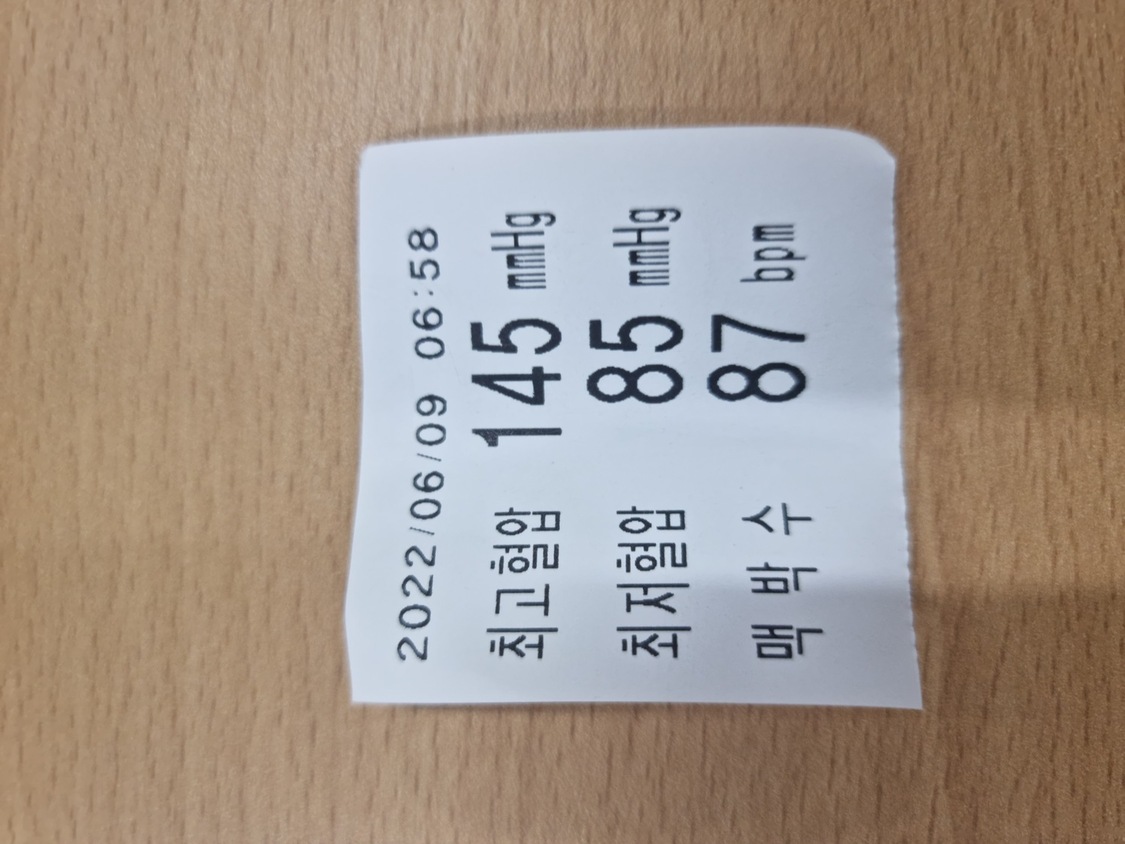 2022/06/09 06:58
최고혈압 145 mmHg
최저혈압 85 mmHg
맥 박 수 87 bpm